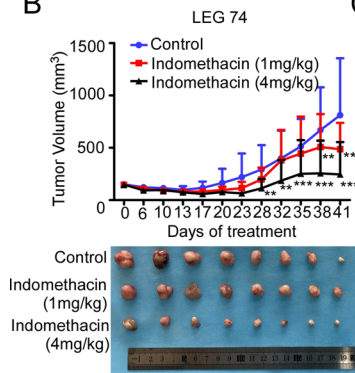 B
LEG 74
Control
Indomethacin (1mg/kg)
Indomethacin (4mg/kg)
Tumor Volume (mm³)
1500
1000
500
0
** ** *** *** ***
** **
0 6 10 13 17 20 23 28 32 35 38 41
Days of treatment
Control
Indomethacin
(1mg/kg)
Indomethacin
(4mg/kg)